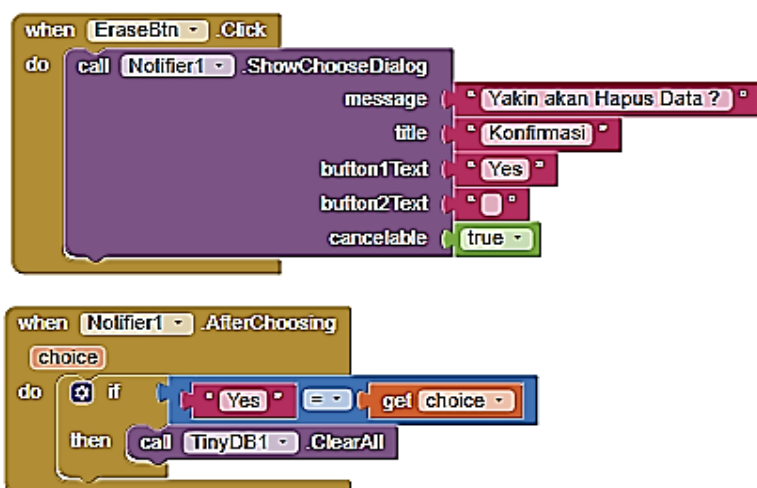 when EraseBtn .Click
do call Notifier1 .ShowChooseDialog
message " Yakin akan Hapus Data ? "
title " Konfirmasi "
button1Text " Yes "
button2Text " "
cancelable true
when Notifier1 .AfterChoosing
choice
do if " Yes " = get choice
then call TinyDB1 .ClearAll